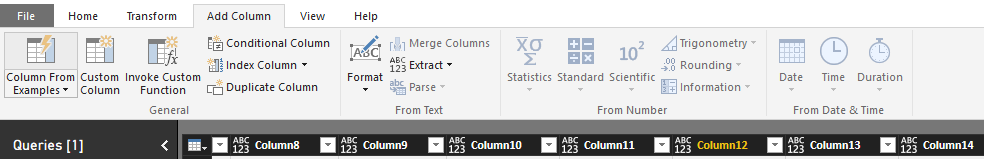 File Home Transform Add Column View Help
Column From Examples
Custom Column
Invoke Custom Function
Conditional Column
Index Column
Duplicate Column
General
ABC
Format
Merge Columns
ABC 123 Extract
abc Parse
From Text
XΣσ Statistics
Standard
10² Scientific
Trigonometry
.00 Rounding
Information
From Number
Date
Time
Duration
From Date & Time
Queries [1]
ABC 123 Column8
ABC 123 Column9
ABC 123 Column10
ABC 123 Column11
ABC 123 Column12
ABC 123 Column13
ABC 123 Column14